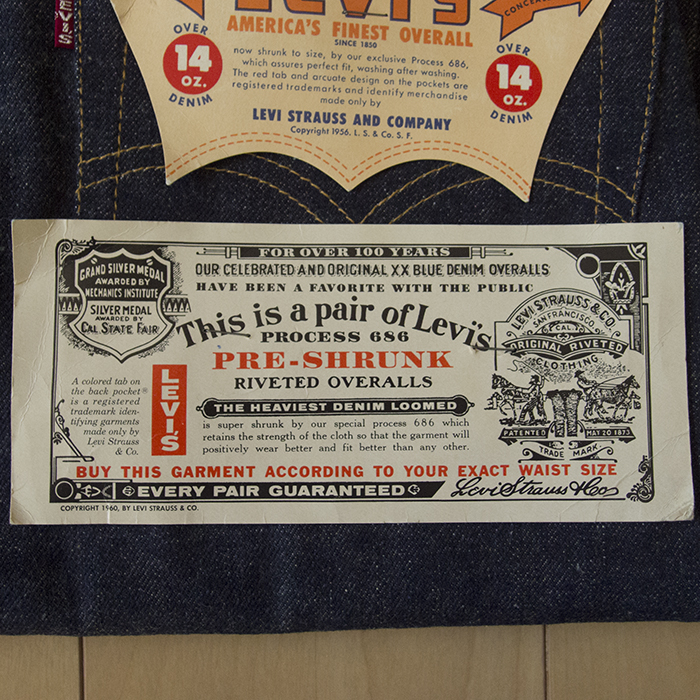 LEVI'S
LEVI'S
CONCEAL
AMERICA'S FINEST OVERALL
SINCE 1850
OVER
14
OZ.
DENIM
now shrunk to size, by our exclusive Process 686,
which assures perfect fit, washing after washing.
The red tab and arcuate design on the pockets are
registered trademarks and identify merchandise
made only by
LEVI STRAUSS AND COMPANY
Copyright 1956, L. S. & Co. S. F.
OVER
14
OZ.
DENIM
FOR OVER 100 YEARS
OUR CELEBRATED AND ORIGINAL XX BLUE DENIM OVERALLS
HAVE BEEN A FAVORITE WITH THE PUBLIC
GRAND SILVER MEDAL
AWARDED BY
MECHANICS INSTITUTE
SILVER MEDAL
AWARDED BY
CAL STATE FAIR
This is a pair of Levi's
PROCESS 686
PRE-SHRUNK
RIVETED OVERALLS
THE HEAVIEST DENIM LOOMED
is super shrunk by our special process 686 which
retains the strength of the cloth so that the garment will
positively wear better and fit better than any other.
A colored tab on
the back pocket®
is a registered
trademark iden-
tifying garments
made only by
Levi Strauss
& Co.
LEVI'S
LEVI STRAUSS & CO.
SAN FRANCISCO,
CAL.
ORIGINAL RIVETED
CLOTHING.
PATENTED MAY 20 1873
TRADE MARK
BUY THIS GARMENT ACCORDING TO YOUR EXACT WAIST SIZE
EVERY PAIR GUARANTEED
Levi Strauss & Co
COPYRIGHT 1960, BY LEVI STRAUSS & CO.